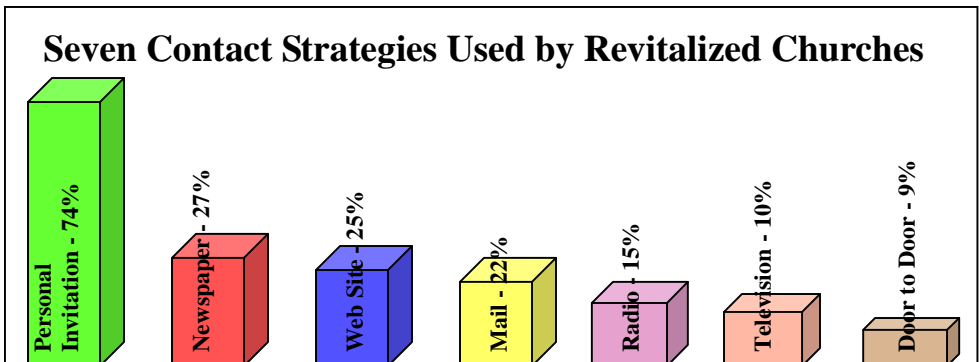 Seven Contact Strategies Used by Revitalized Churches
Personal
Invitation - 74%
Newspaper - 27%
Web Site - 25%
Mail - 22%
Radio - 15%
Television - 10%
Door to Door - 9%